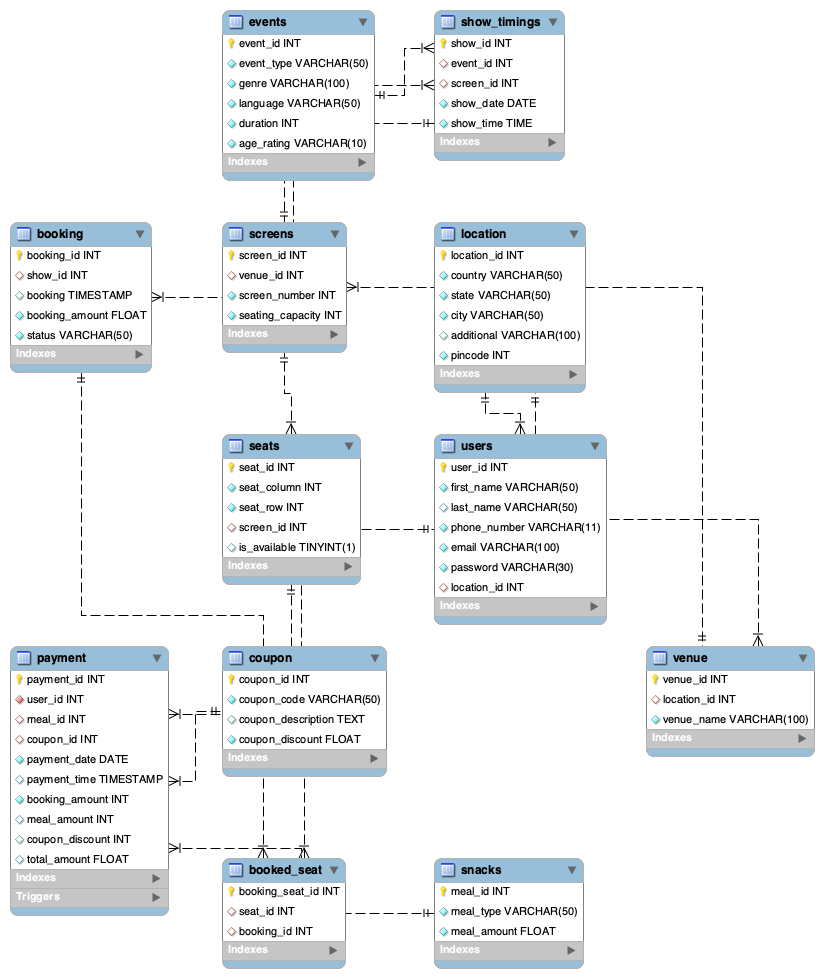 events
event_id INT
event_type VARCHAR(50)
genre VARCHAR(100)
language VARCHAR(50)
duration INT
age_rating VARCHAR(10)
Indexes
show_timings
show_id INT
event_id INT
screen_id INT
show_date DATE
show_time TIME
Indexes
booking
booking_id INT
show_id INT
booking TIMESTAMP
booking_amount FLOAT
status VARCHAR(50)
Indexes
screens
screen_id INT
venue_id INT
screen_number INT
seating_capacity INT
Indexes
location
location_id INT
country VARCHAR(50)
state VARCHAR(50)
city VARCHAR(50)
additional VARCHAR(100)
pincode INT
Indexes
seats
seat_id INT
seat_column INT
seat_row INT
screen_id INT
is_available TINYINT(1)
Indexes
users
user_id INT
first_name VARCHAR(50)
last_name VARCHAR(50)
phone_number VARCHAR(11)
email VARCHAR(100)
password VARCHAR(30)
location_id INT
Indexes
payment
payment_id INT
user_id INT
meal_id INT
coupon_id INT
payment_date DATE
payment_time TIMESTAMP
booking_amount INT
meal_amount INT
coupon_discount INT
total_amount FLOAT
Indexes
Triggers
coupon
coupon_id INT
coupon_code VARCHAR(50)
coupon_description TEXT
coupon_discount FLOAT
Indexes
venue
venue_id INT
location_id INT
venue_name VARCHAR(100)
Indexes
booked_seat
booking_seat_id INT
seat_id INT
booking_id INT
Indexes
snacks
meal_id INT
meal_type VARCHAR(50)
meal_amount FLOAT
Indexes